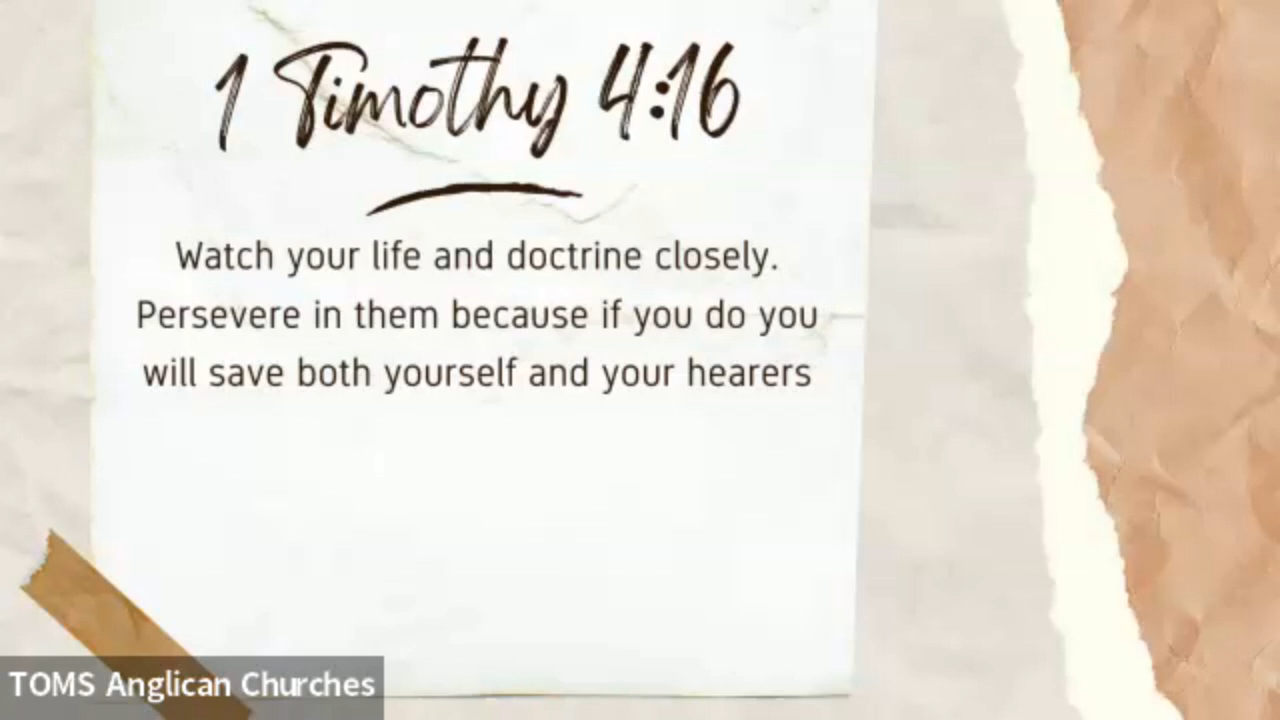 1 Timothy 4:16
Watch your life and doctrine closely.
Persevere in them because if you do you
will save both yourself and your hearers
TOMS Anglican Churches